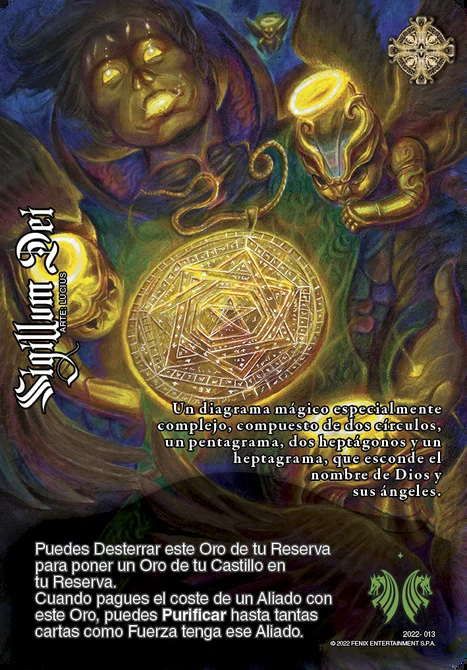 Sigillum Dei
ARTE: LUCIUS
Un diagrama mágico especialmente
complejo, compuesto de dos círculos,
un pentagrama, dos heptágonos y un
heptagrama, que esconde el
nombre de Dios y
sus ángeles.
Puedes Desterrar este Oro de tu Reserva
para poner un Oro de tu Castillo en
tu Reserva.
Cuando pagues el coste de un Aliado con
este Oro, puedes Purificar hasta tantas
cartas como Fuerza tenga ese Aliado.
2022- 013
© 2022 FENIX ENTERTAINMENT S.P.A.